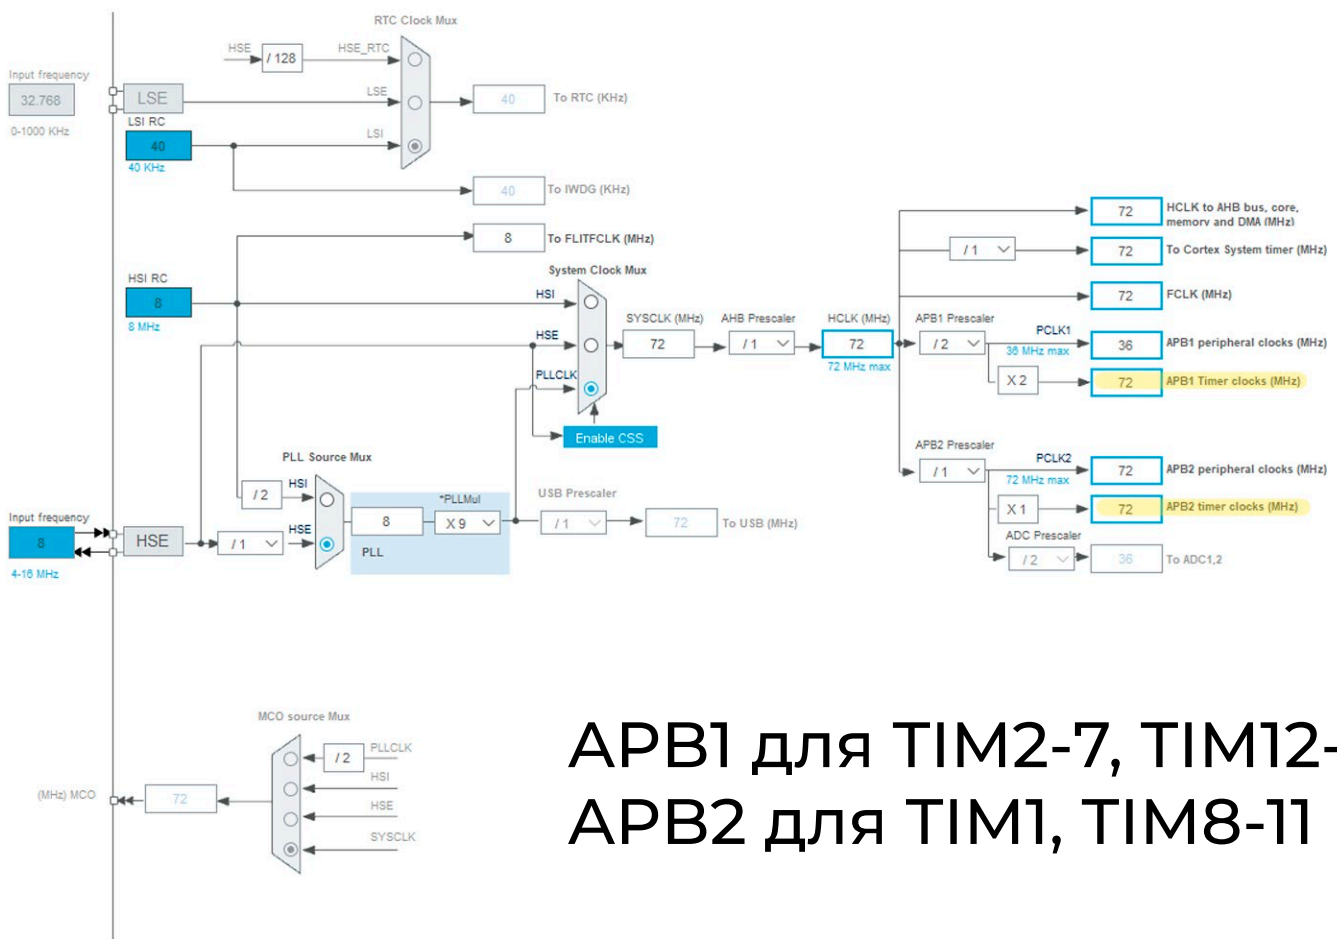 RTC Clock Mux
HSE
/ 128
HSE_RTC
Input frequency
32.768
0-1000 KHz
LSE
LSE
40
To RTC (KHz)
LSI RC
40
40 KHz
LSI
40
To IWDG (KHz)
8
To FLITFCLK (MHz)
HSI RC
8
8 MHz
System Clock Mux
HSI
HSE
PLLCLK
Enable CSS
SYSCLK (MHz)
72
AHB Prescaler
/ 1
HCLK (MHz)
72
72 MHz max
72
HCLK to AHB bus, core,
memory and DMA (MHz)
/ 1
72
To Cortex System timer (MHz)
72
FCLK (MHz)
APB1 Prescaler
/ 2
PCLK1
36 MHz max
36
APB1 peripheral clocks (MHz)
X 2
72
APB1 Timer clocks (MHz)
APB2 Prescaler
/ 1
PCLK2
72 MHz max
72
APB2 peripheral clocks (MHz)
X 1
72
APB2 timer clocks (MHz)
ADC Prescaler
/ 2
36
To ADC1,2
PLL Source Mux
/ 2
HSI
Input frequency
8
4-16 MHz
HSE
/ 1
HSE
8
*PLLMul
X 9
PLL
USB Prescaler
/ 1
72
To USB (MHz)
MCO source Mux
/ 2
PLLCLK
HSI
HSE
SYSCLK
(MHz) MCO
72
APB1 для TIM2-7, TIM12-
APB2 для TIM1, TIM8-11